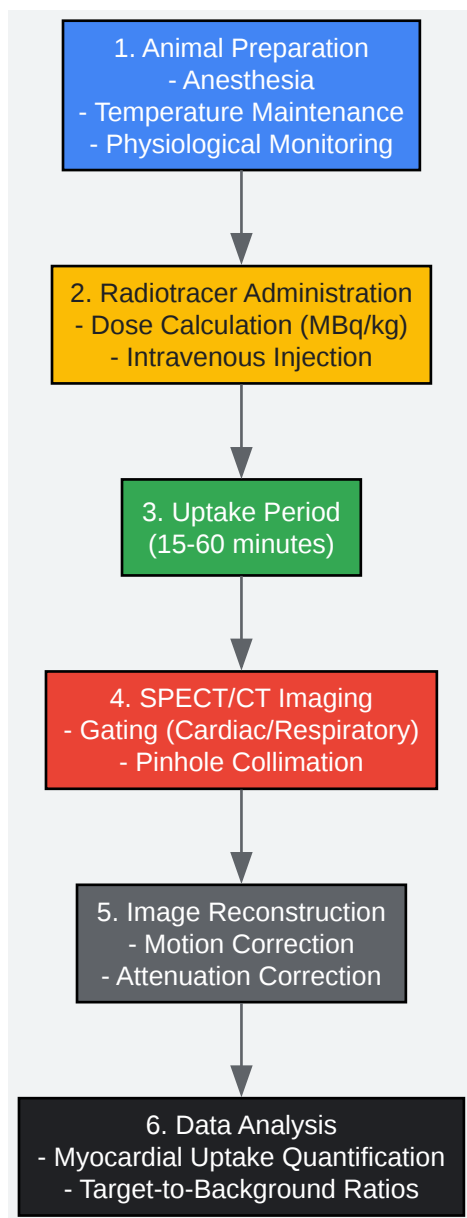 1. Animal Preparation
- Anesthesia
- Temperature Maintenance
- Physiological Monitoring
2. Radiotracer Administration
- Dose Calculation (MBq/kg)
- Intravenous Injection
3. Uptake Period
(15-60 minutes)
4. SPECT/CT Imaging
- Gating (Cardiac/Respiratory)
- Pinhole Collimation
5. Image Reconstruction
- Motion Correction
- Attenuation Correction
6. Data Analysis
- Myocardial Uptake Quantification
- Target-to-Background Ratios